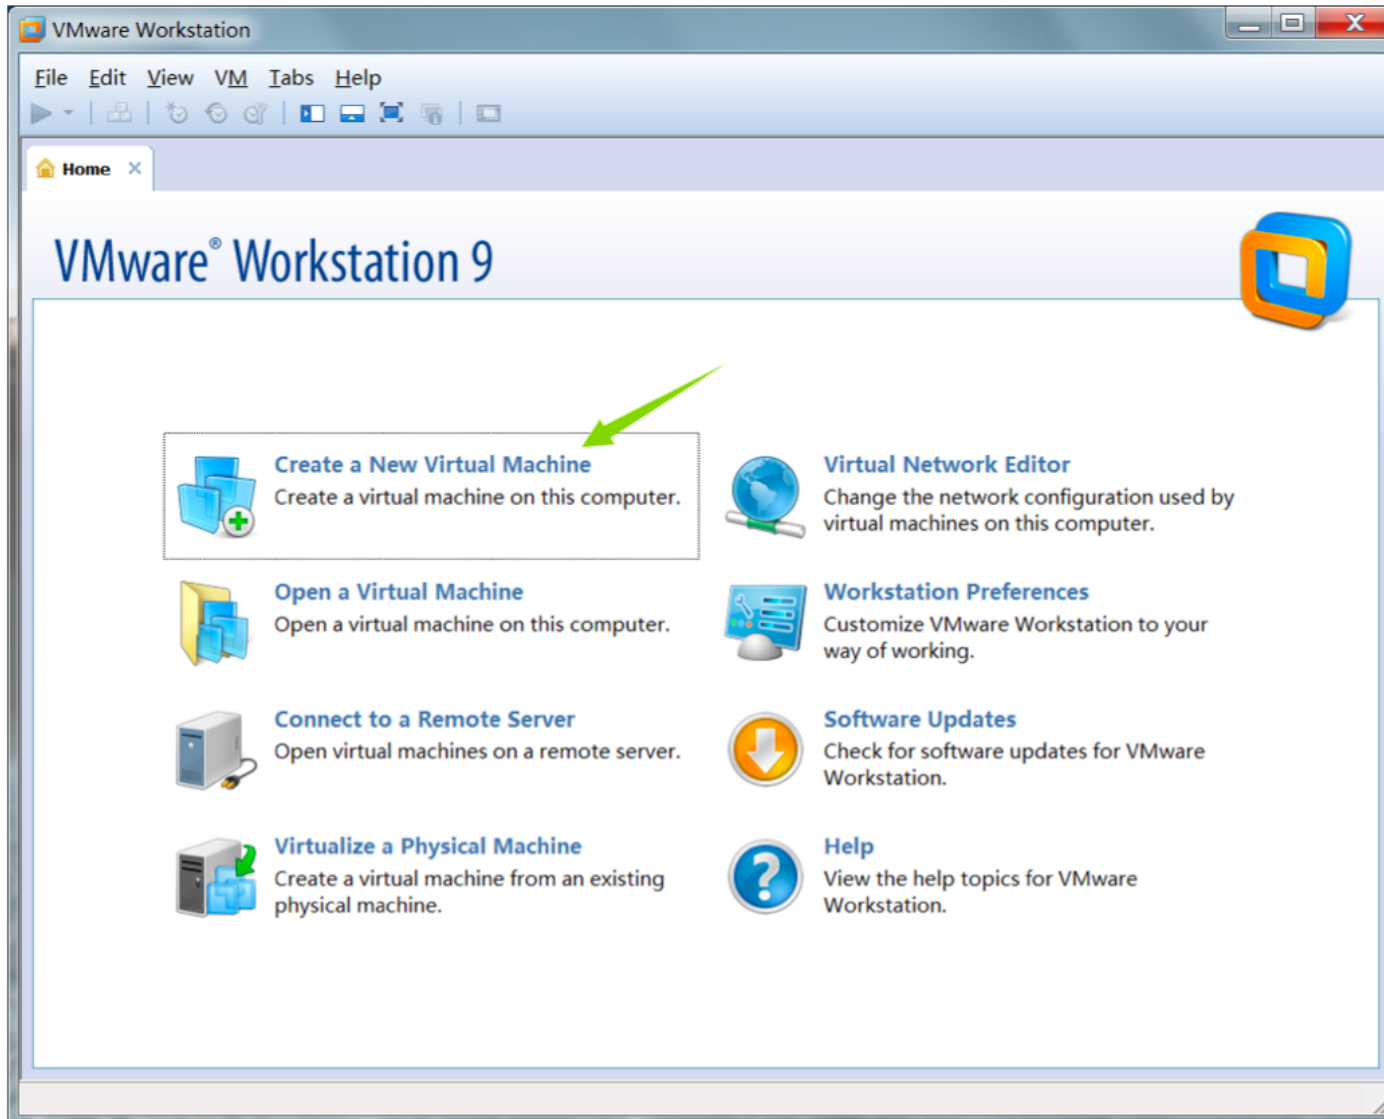 VMware Workstation
File Edit View VM Tabs Help
Home
VMware® Workstation 9
Create a New Virtual Machine
Create a virtual machine on this computer.
Open a Virtual Machine
Open a virtual machine on this computer.
Connect to a Remote Server
Open virtual machines on a remote server.
Virtualize a Physical Machine
Create a virtual machine from an existing
physical machine.
Virtual Network Editor
Change the network configuration used by
virtual machines on this computer.
Workstation Preferences
Customize VMware Workstation to your
way of working.
Software Updates
Check for software updates for VMware
Workstation.
Help
View the help topics for VMware
Workstation.